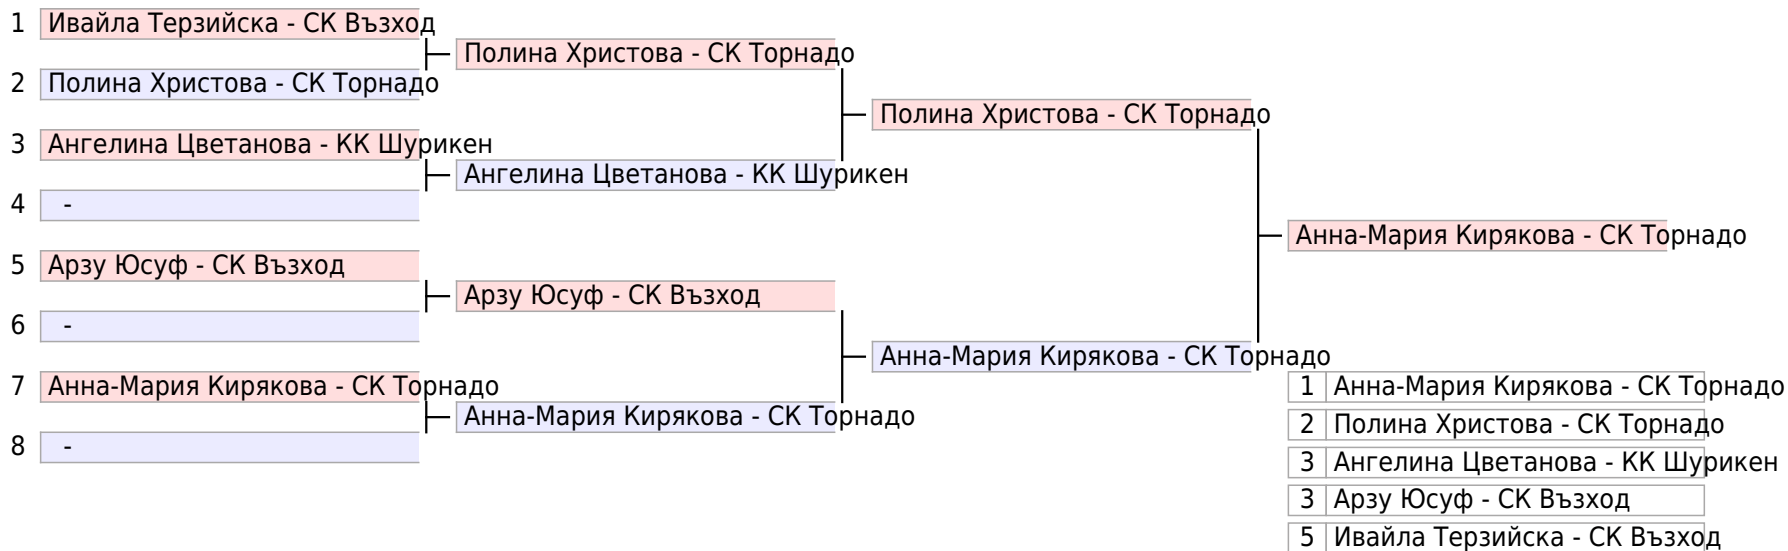 1 Ивайла Терзийска - СК Възход
Полина Христова - СК Торнадо
2 Полина Христова - СК Торнадо
Полина Христова - СК Торнадо
3 Ангелина Цветанова - КК Шурикен
Ангелина Цветанова - КК Шурикен
4 -
Анна-Мария Кирякова - СК Торнадо
5 Арзу Юсуф - СК Възход
Арзу Юсуф - СК Възход
6 -
Анна-Мария Кирякова - СК Торнадо
7 Анна-Мария Кирякова - СК Торнадо
Анна-Мария Кирякова - СК Торнадо
8 -
1 Анна-Мария Кирякова - СК Торнадо
2 Полина Христова - СК Торнадо
3 Ангелина Цветанова - КК Шурикен
3 Арзу Юсуф - СК Възход
5 Ивайла Терзийска - СК Възход